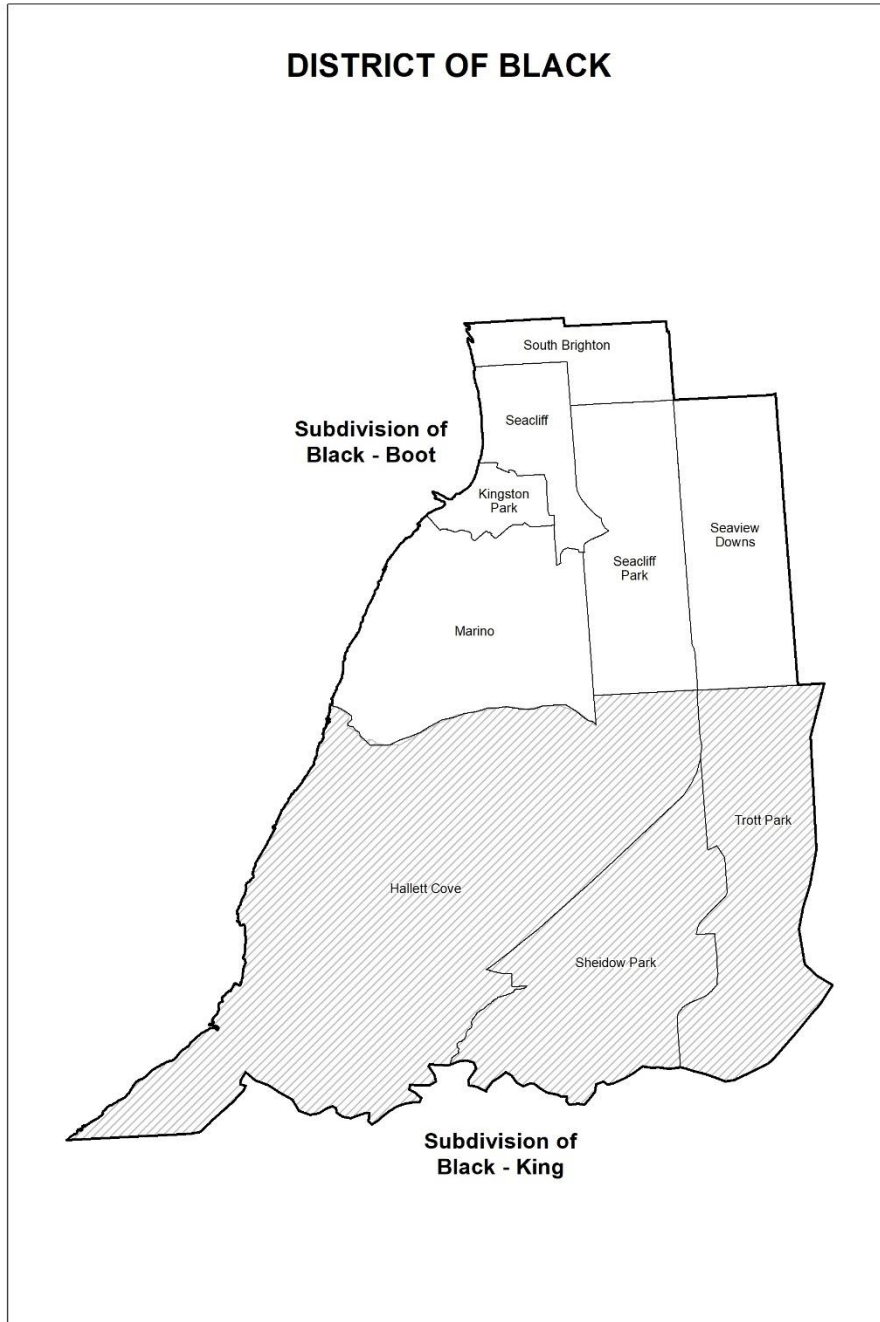 DISTRICT OF BLACK
South Brighton
Subdivision of
Black - Boot
Seacliff
Kingston
Park
Seaview
Downs
Seacliff
Park
Marino
Trott Park
Hallett Cove
Sheidow Park
Subdivision of
Black - King